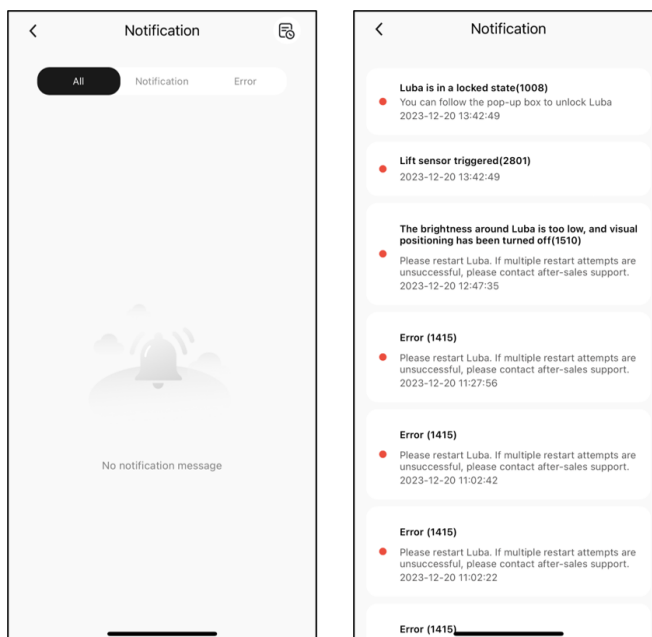 Notification
All
Notification
Error
No notification message
Notification
Luba is in a locked state(1008)
You can follow the pop-up box to unlock Luba
2023-12-20 13:42:49
Lift sensor triggered(2801)
2023-12-20 13:42:49
The brightness around Luba is too low, and visual
positioning has been turned off(1510)
Please restart Luba. If multiple restart attempts are
unsuccessful, please contact after-sales support.
2023-12-20 12:47:35
Error (1415)
Please restart Luba. If multiple restart attempts are
unsuccessful, please contact after-sales support.
2023-12-20 11:27:56
Error (1415)
Please restart Luba. If multiple restart attempts are
unsuccessful, please contact after-sales support.
2023-12-20 11:02:42
Error (1415)
Please restart Luba. If multiple restart attempts are
unsuccessful, please contact after-sales support.
2023-12-20 11:02:22
Error (1415)